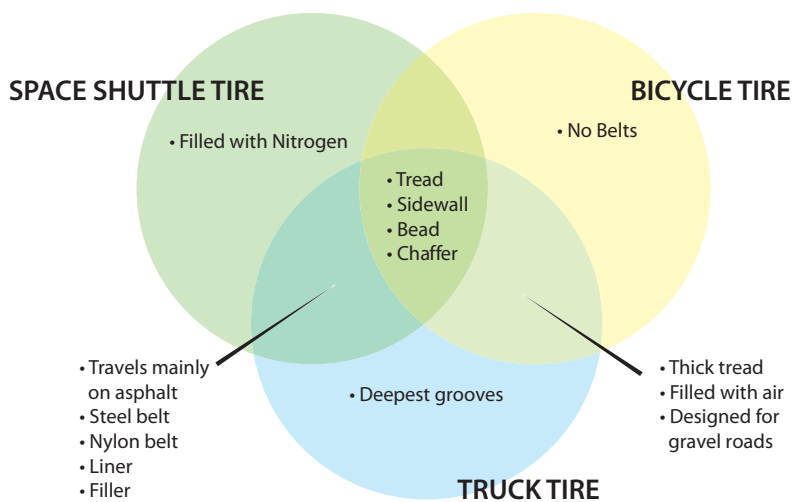 SPACE SHUTTLE TIRE
BICYCLE TIRE
• Filled with Nitrogen
• No Belts
• Tread
• Sidewall
• Bead
• Chaffer
• Travels mainly
on asphalt
• Steel belt
• Nylon belt
• Liner
• Filler
• Deepest grooves
• Thick tread
• Filled with air
• Designed for
gravel roads
TRUCK TIRE